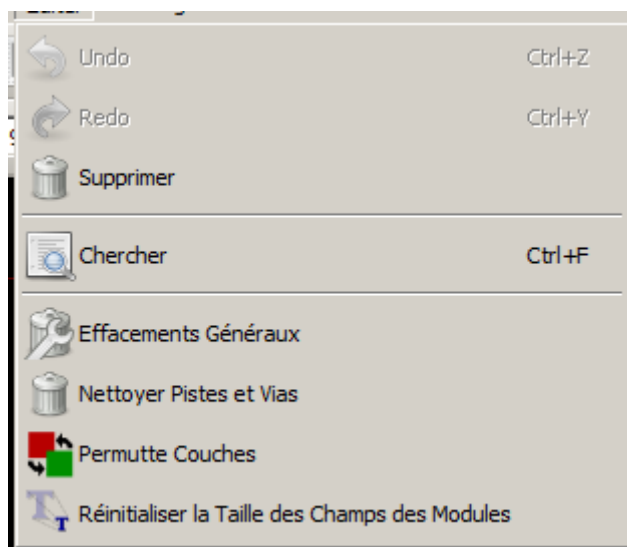 Undo Ctrl+Z
Redo Ctrl+Y
Supprimer
Chercher Ctrl+F
Effacements Généraux
Nettoyer Pistes et Vias
Permutte Couches
Réinitialiser la Taille des Champs des Modules